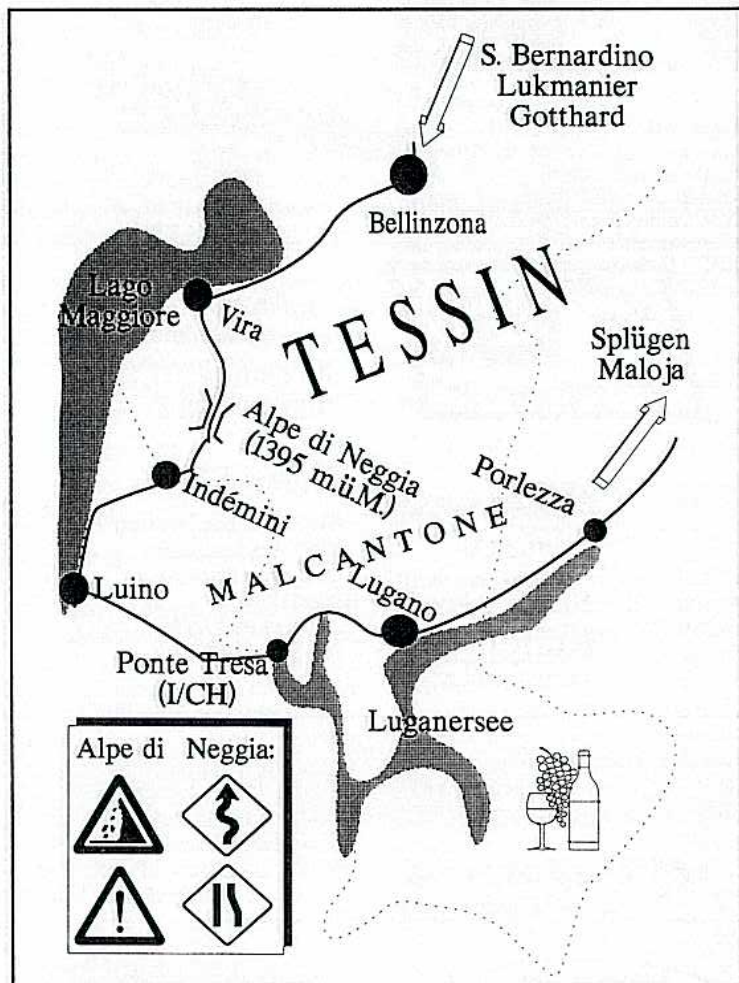 S. Bernardino
Lukmanier
Gotthard
Bellinzona
Lago
Maggiore
Vira
TESSIN
Splügen
Maloja
Alpe di Neggia
(1395 m.ü.M.)
Porlezza
Indémini
MALCANTONE
Luino
Lugano
Ponte Tresa
(I/CH)
Luganersee
Alpe di Neggia:
!